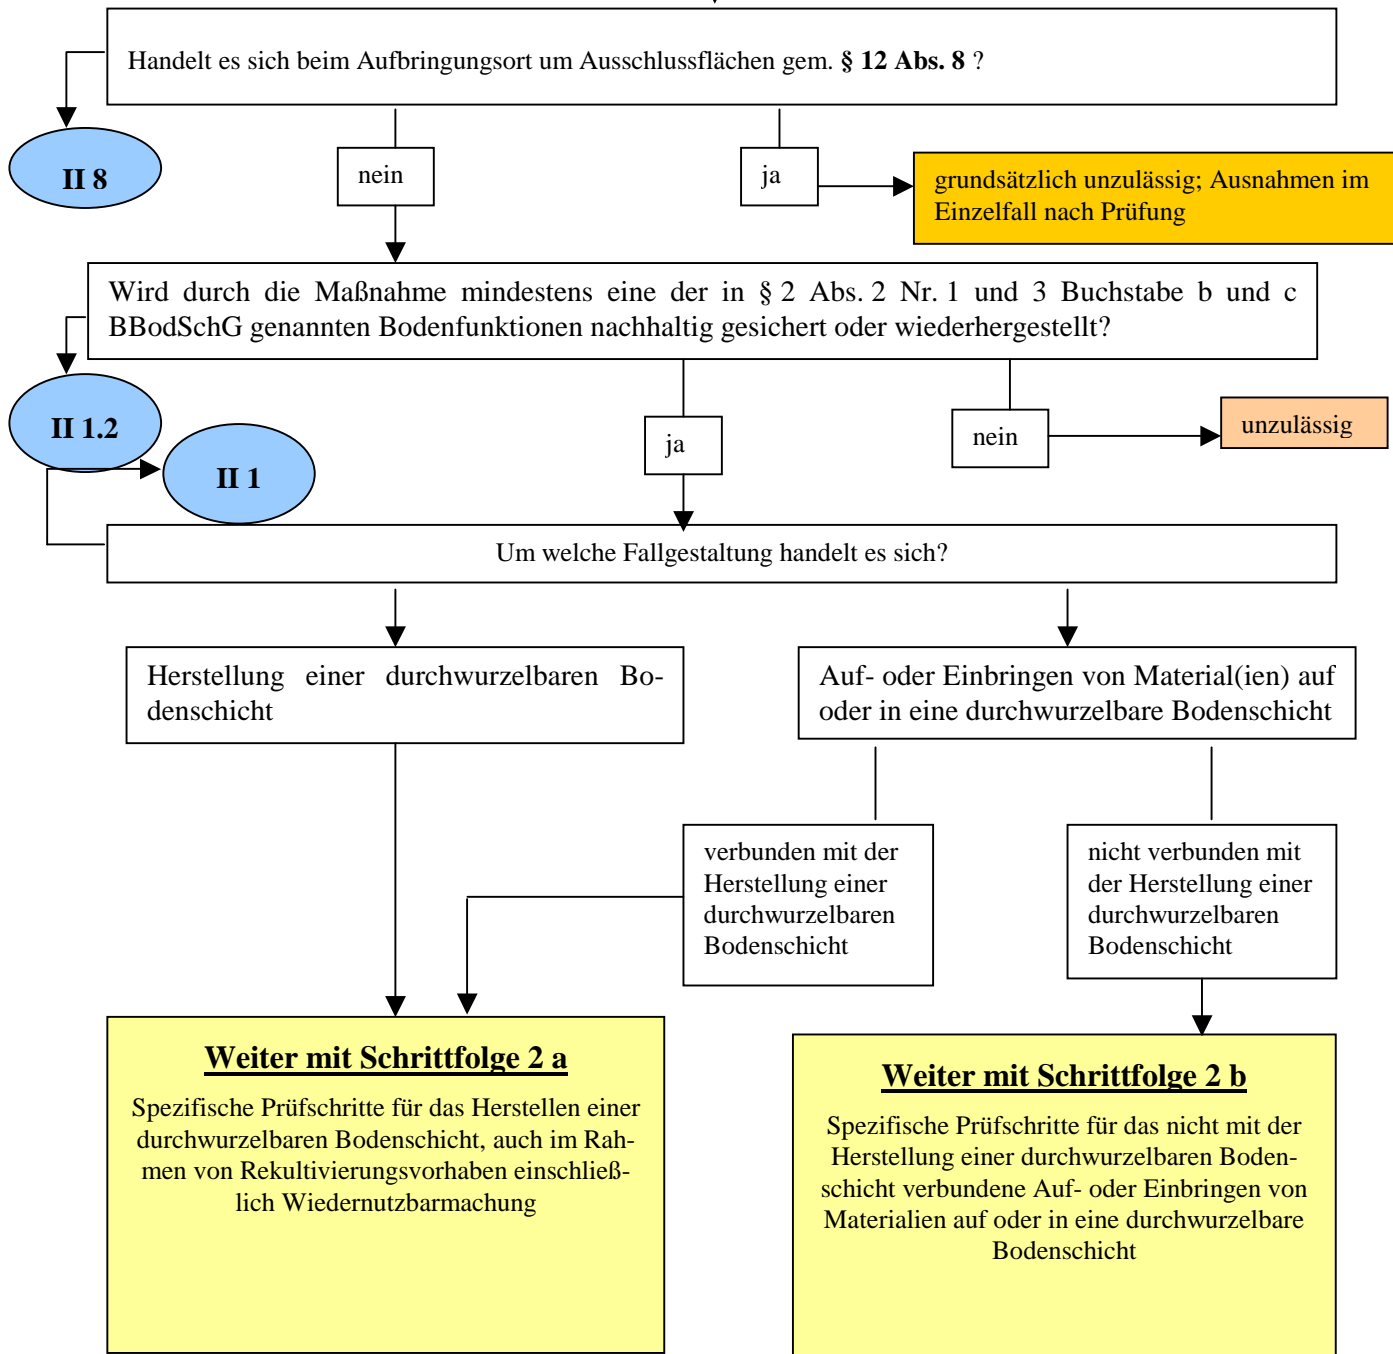 Handelt es sich beim Aufbringungsort um Ausschlussflächen gem. § 12 Abs. 8 ?
II 8
nein
ja
grundsätzlich unzulässig; Ausnahmen im
Einzelfall nach Prüfung
Wird durch die Maßnahme mindestens eine der in § 2 Abs. 2 Nr. 1 und 3 Buchstabe b und c
BBodSchG genannten Bodenfunktionen nachhaltig gesichert oder wiederhergestellt?
II 1.2
II 1
ja
nein
unzulässig
Um welche Fallgestaltung handelt es sich?
Herstellung einer durchwurzelbaren Bo-
denschicht
Auf- oder Einbringen von Material(ien) auf
oder in eine durchwurzelbare Bodenschicht
verbunden mit der
Herstellung einer
durchwurzelbaren
Bodenschicht
nicht verbunden mit
der Herstellung einer
durchwurzelbaren
Bodenschicht
Weiter mit Schrittfolge 2 a
Spezifische Prüfschritte für das Herstellen einer
durchwurzelbaren Bodenschicht, auch im Rah-
men von Rekultivierungsvorhaben einschließ-
lich Wiedernutzbarmachung
Weiter mit Schrittfolge 2 b
Spezifische Prüfschritte für das nicht mit der
Herstellung einer durchwurzelbaren Boden-
schicht verbundene Auf- oder Einbringen von
Materialien auf oder in eine durchwurzelbare
Bodenschicht